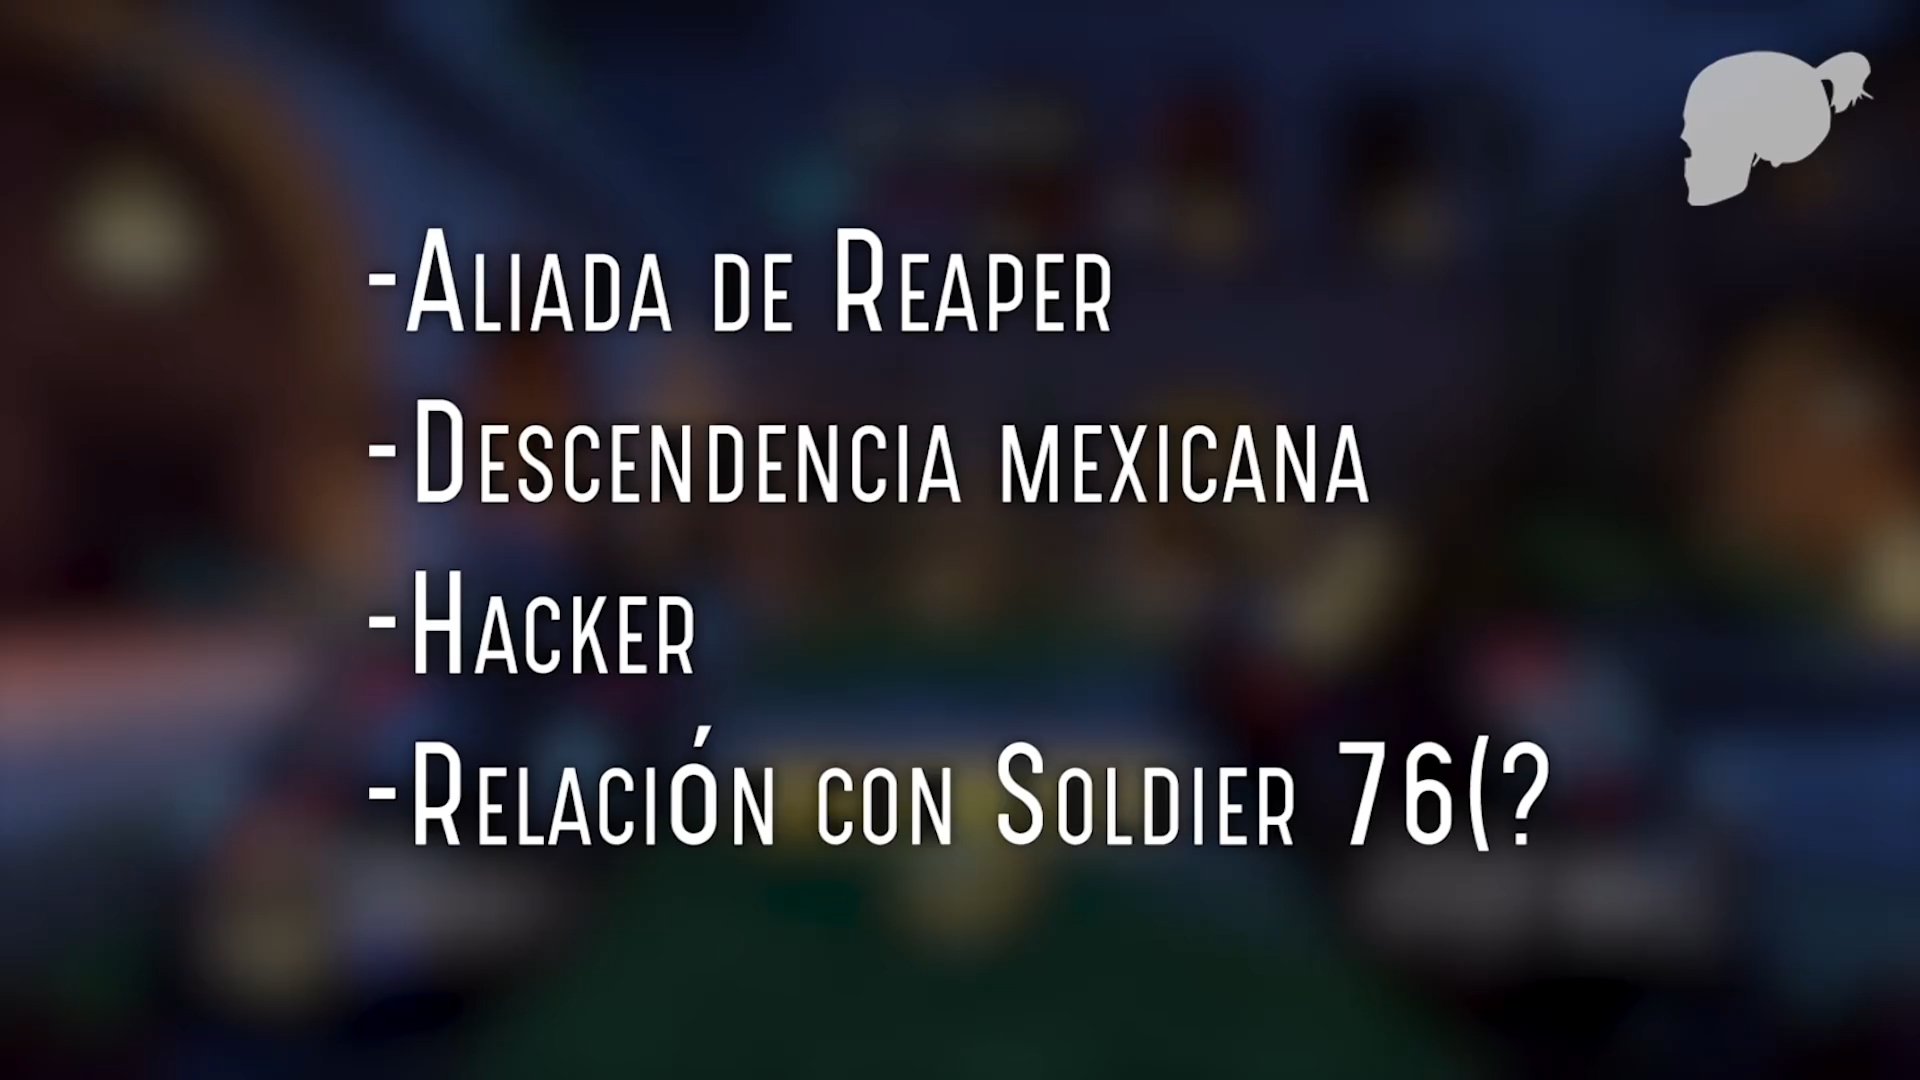 -Aliada de Reaper
-Descendencia mexicana
-Hacker
-Relación con Soldier 76(?